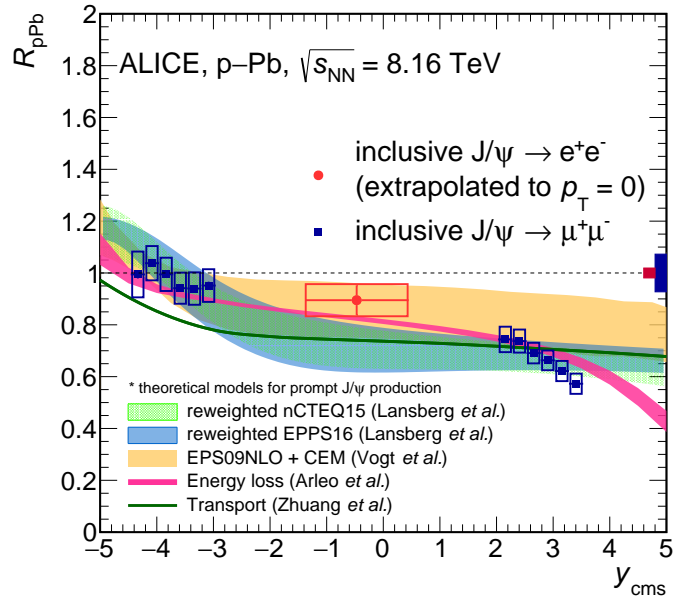 R_pPb
ALICE, p–Pb, √s_NN = 8.16 TeV
inclusive J/ψ → e⁺e⁻
(extrapolated to p_T = 0)
inclusive J/ψ → μ⁺μ⁻
* theoretical models for prompt J/ψ production
reweighted nCTEQ15 (Lansberg et al.)
reweighted EPPS16 (Lansberg et al.)
EPS09NLO + CEM (Vogt et al.)
Energy loss (Arleo et al.)
Transport (Zhuang et al.)
2
1.8
1.6
1.4
1.2
1
0.8
0.6
0.4
0.2
0
−5 −4 −3 −2 −1 0 1 2 3 4 5
y_cms